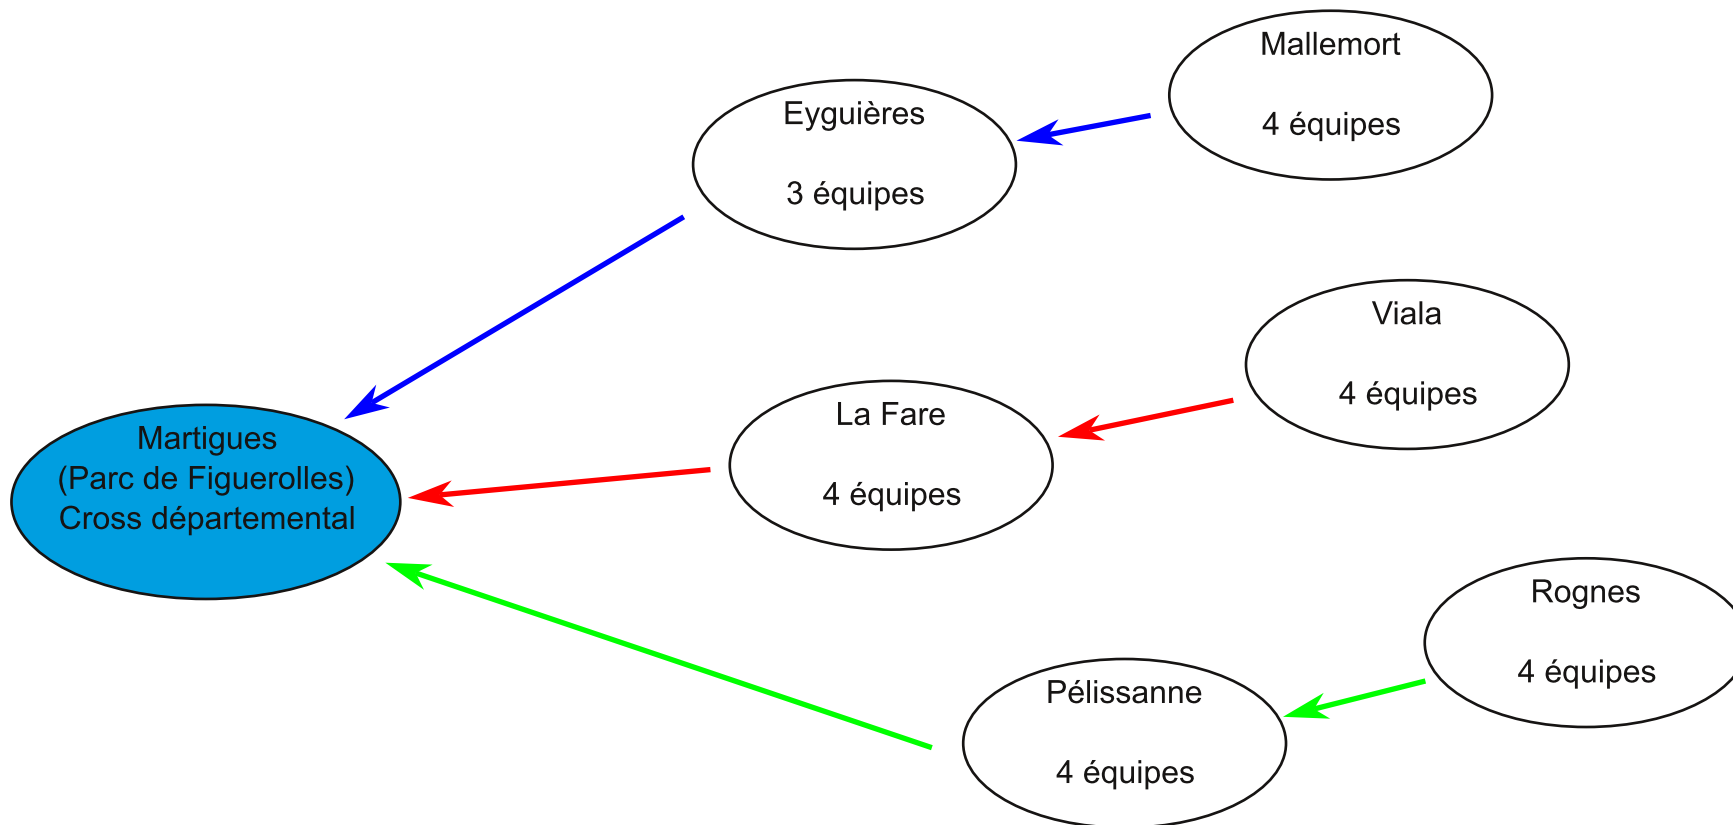 Mallemort
4 équipes
Eyguières
3 équipes
Viala
4 équipes
La Fare
4 équipes
Martigues
(Parc de Figuerolles)
Cross départemental
Rognes
4 équipes
Pélissanne
4 équipes